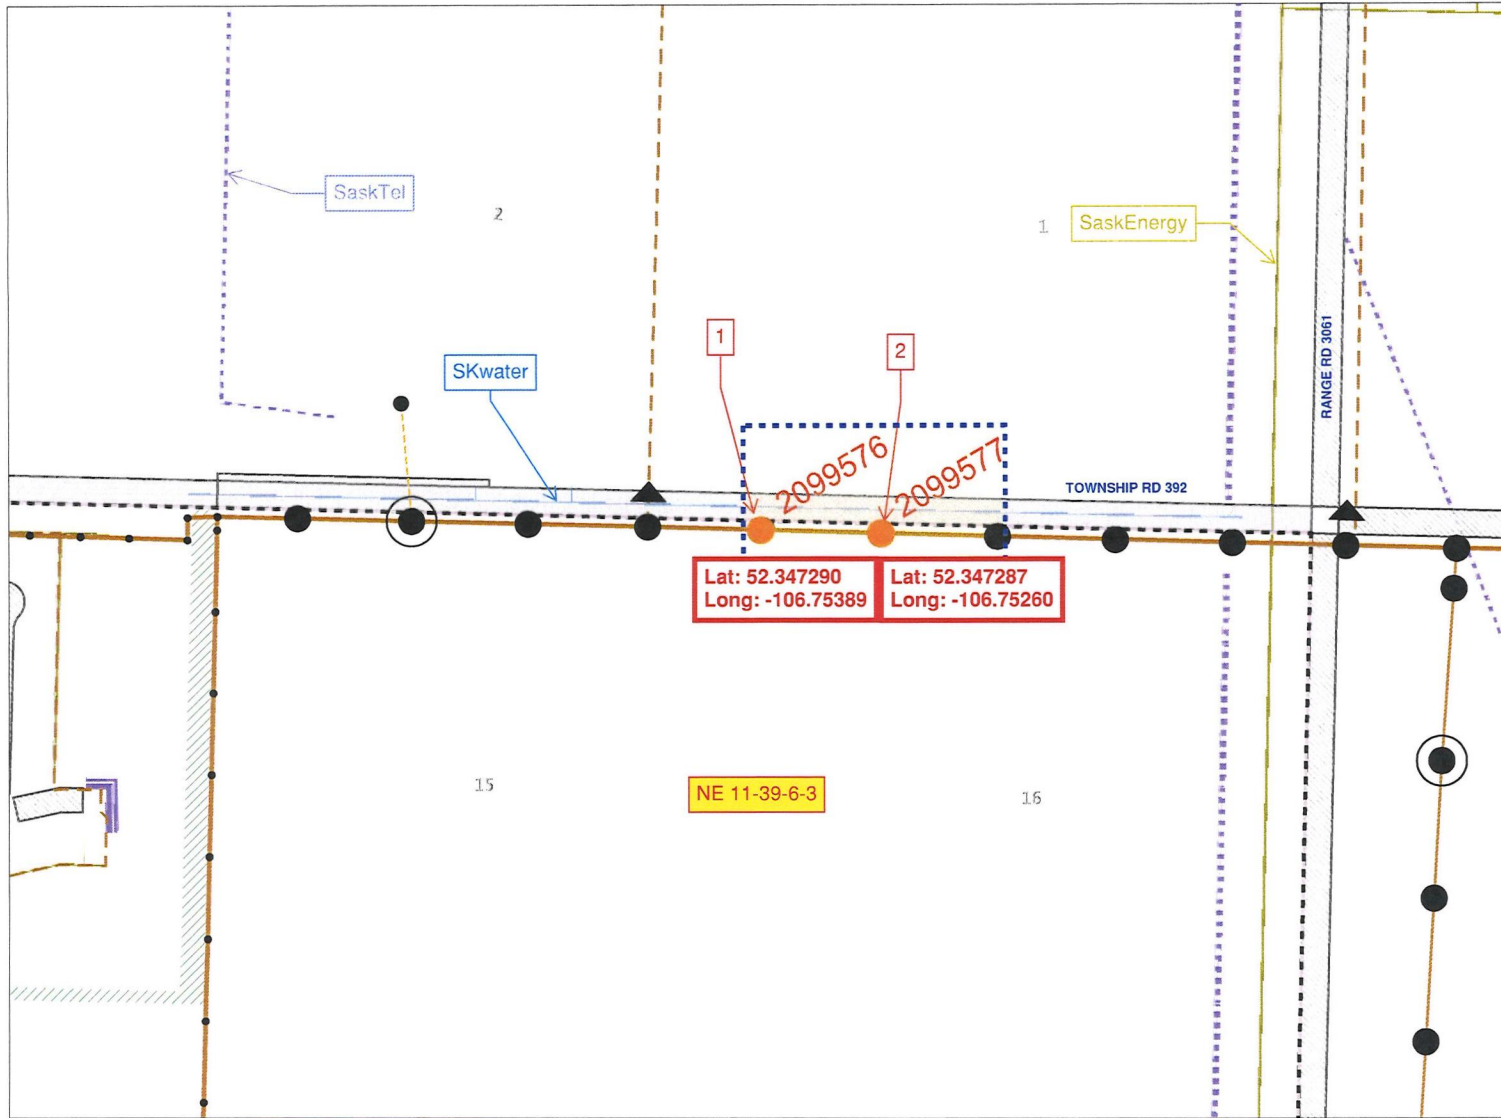 SaskTel
2
1
SaskEnergy
RANGE RD 3061
1
2
SKwater
2099576
2099577
TOWNSHIP RD 392
Lat: 52.347290
Long: -106.75389
Lat: 52.347287
Long: -106.75260
15
NE 11-39-6-3
16